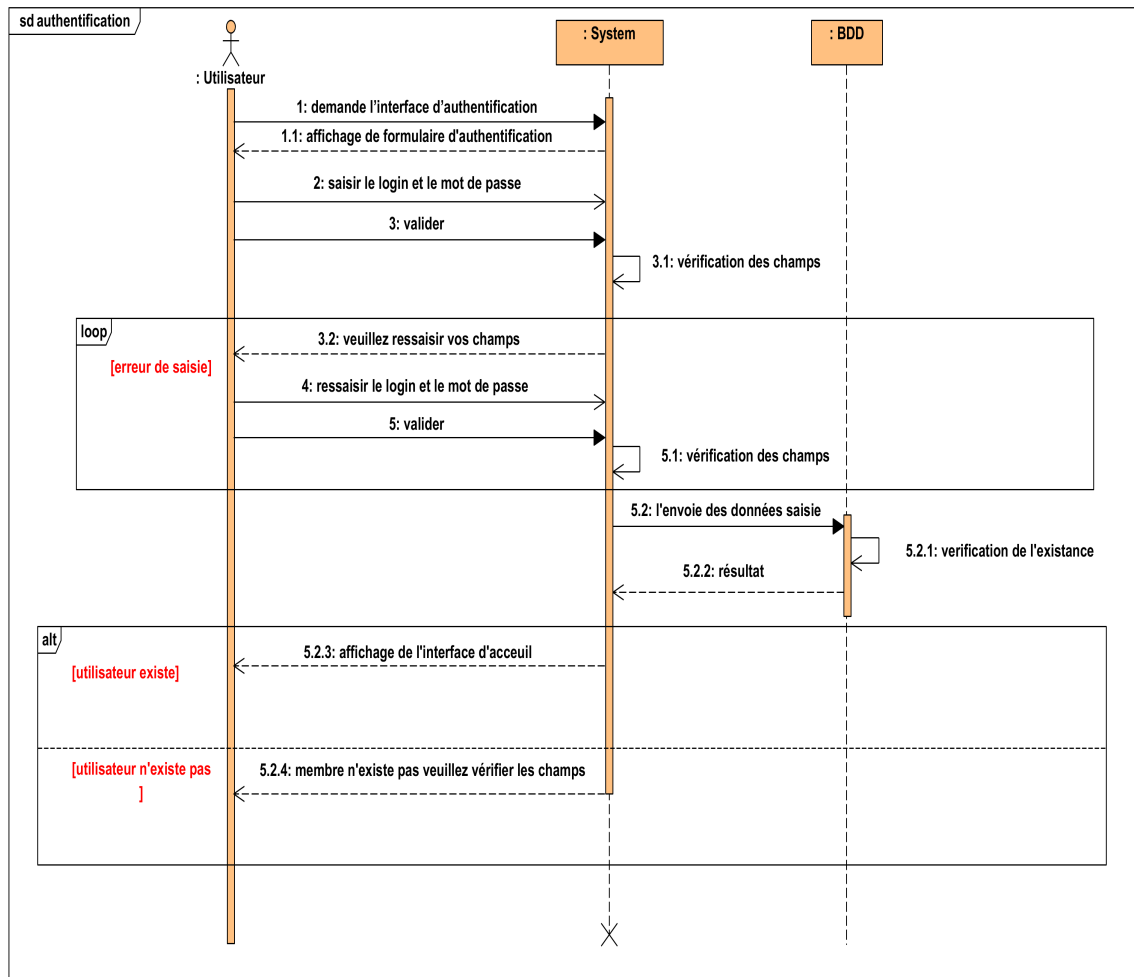 sd authentification
: Utilisateur
: System
: BDD
1: demande l'interface d'authentification
1.1: affichage de formulaire d'authentification
2: saisir le login et le mot de passe
3: valider
3.1: vérification des champs
loop
3.2: veuillez ressaisir vos champs
[erreur de saisie]
4: ressaisir le login et le mot de passe
5: valider
5.1: vérification des champs
5.2: l'envoie des données saisie
5.2.1: verification de l'existance
5.2.2: résultat
alt
5.2.3: affichage de l'interface d'acceuil
[utilisateur existe]
[utilisateur n'existe pas
]
5.2.4: membre n'existe pas veuillez vérifier les champs